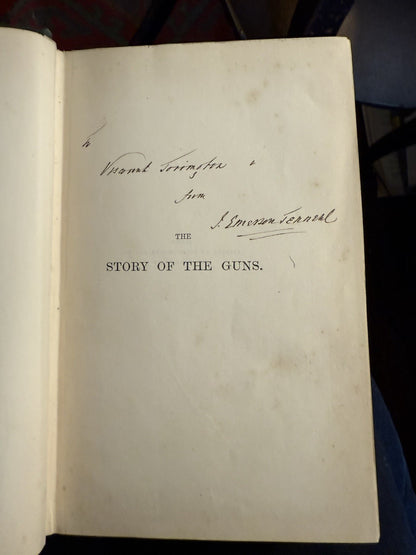 To
Viscount Torrington
from
J. Emerson Tennent
THE
STORY OF THE GUNS.